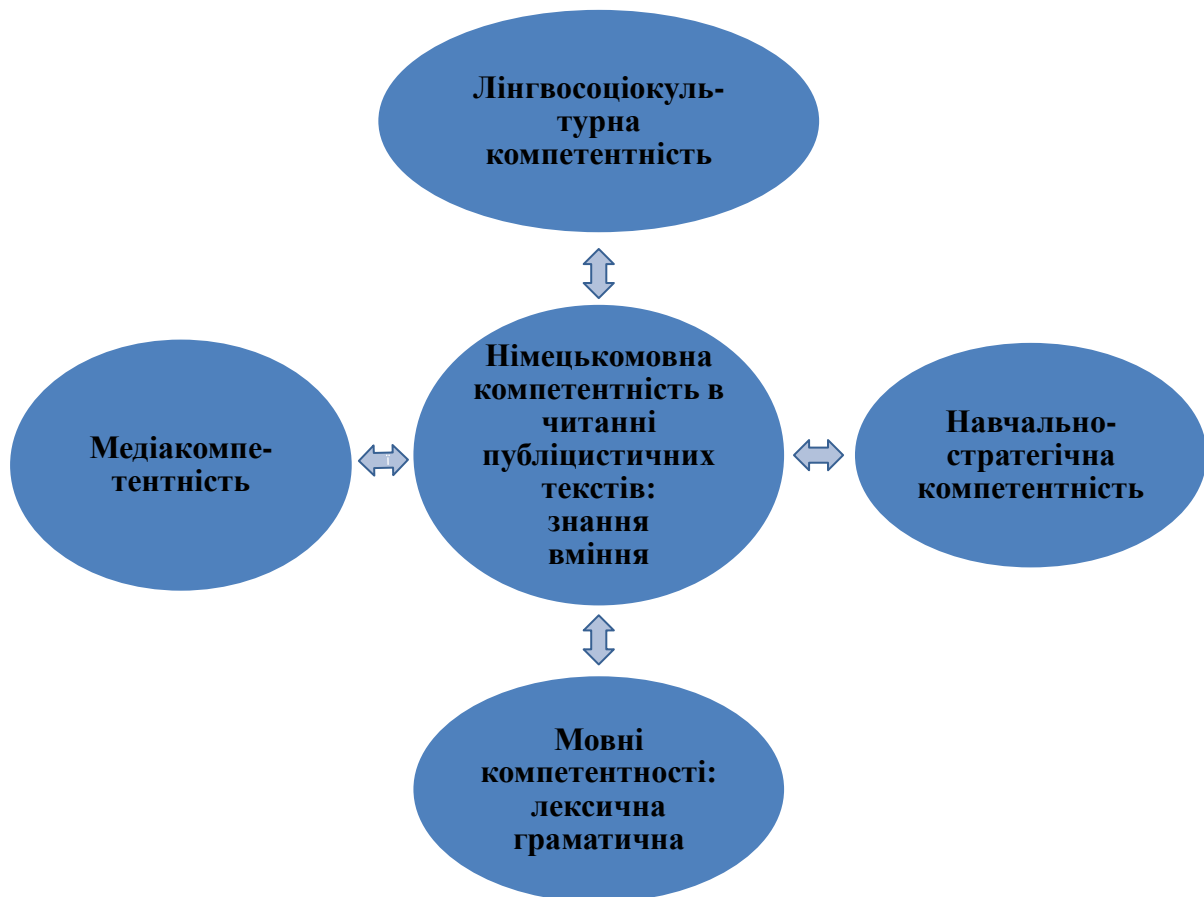 Лінгвосоціокуль-
турна
компетентність
Німецькомовна
компетентність в
читанні
публіцистичних
текстів:
знання
вміння
Медіакомпе-
тентність
ї
Навчально-
стратегічна
компетентність
Мовні
компетентності:
лексична
граматична